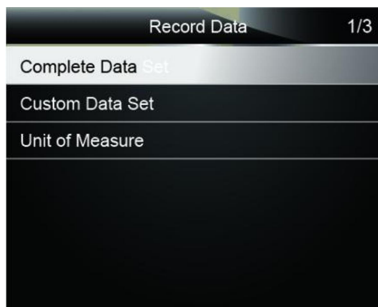 Record Data 1/3
Complete Data Set
Custom Data Set
Unit of Measure